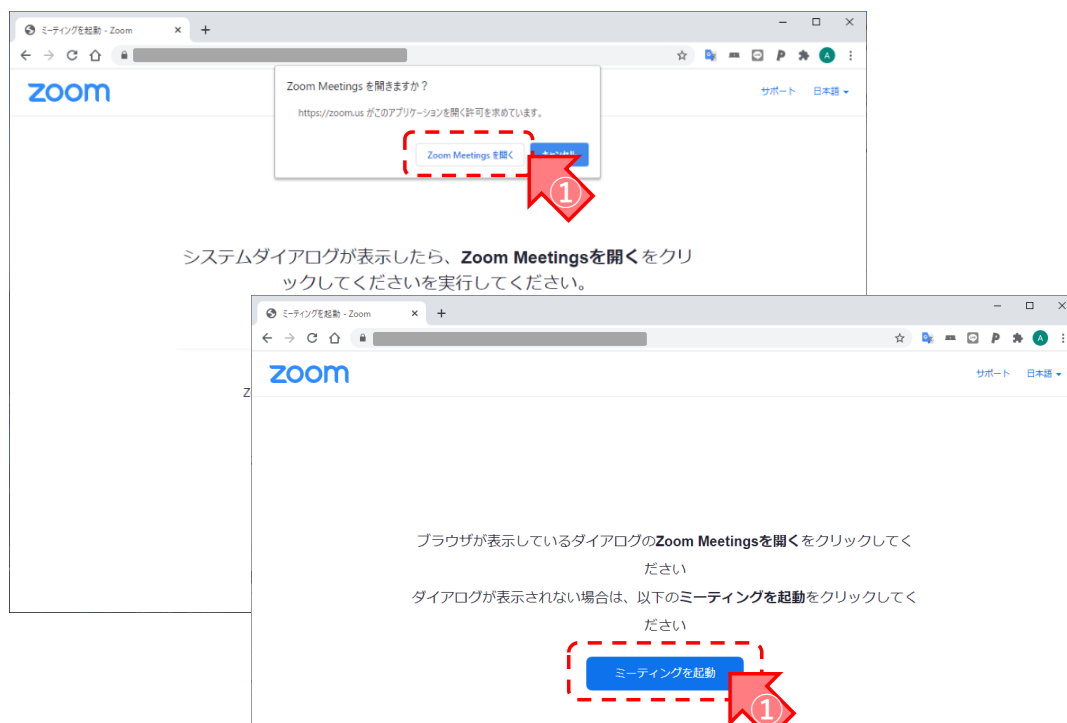 ミーティングを起動 - Zoom
zoom
サポート 日本語
Zoom Meetings を開きますか？
https://zoom.us がこのアプリケーションを開く許可を求めています。
Zoom Meetings を開く
①
システムダイアログが表示したら、Zoom Meetingsを開くをクリ
ックしてくださいを実行してください。
Z
ミーティングを起動 - Zoom
zoom
サポート 日本語
ブラウザが表示しているダイアログのZoom Meetingsを開くをクリックしてく
ださい
ダイアログが表示されない場合は、以下のミーティングを起動をクリックしてく
ださい
ミーティングを起動
①